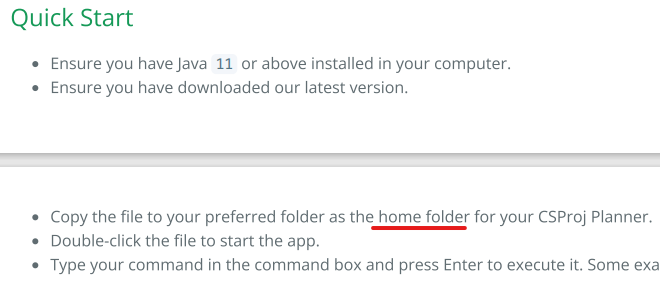 Quick Start
Ensure you have Java 11 or above installed in your computer.
Ensure you have downloaded our latest version.
Copy the file to your preferred folder as the home folder for your CSProj Planner.
Double-click the file to start the app.
Type your command in the command box and press Enter to execute it. Some exa